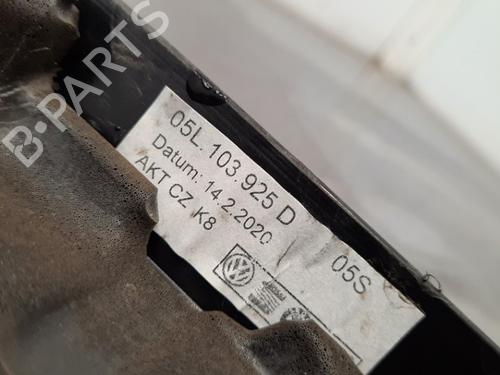 B-PARTS
05L.103.925 D
05S
Datum: 14.2.2020
AKT CZ K8